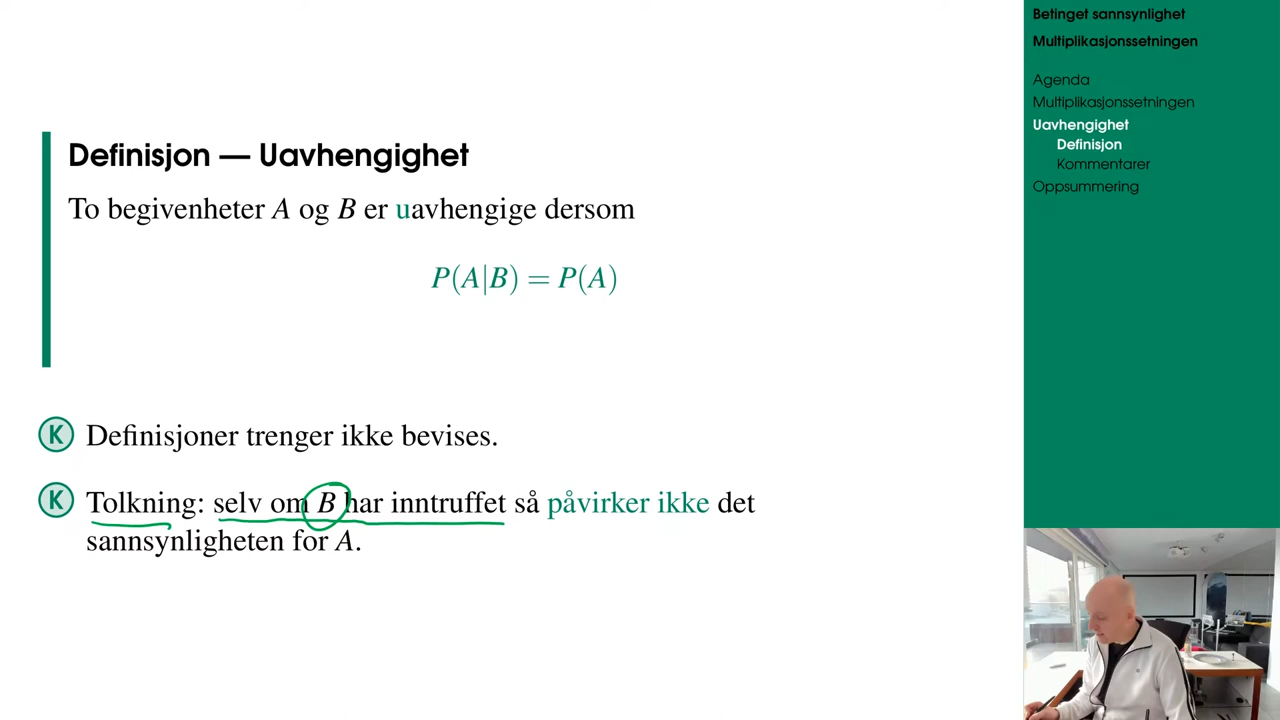 Definisjon — Uavhengighet
To begivenheter A og B er uavhengige dersom
P(A|B) = P(A)
K Definisjoner trenger ikke bevises.
K Tolkning: selv om B har inntruffet så påvirker ikke det
sannsynligheten for A.
Betinget sannsynlighet
Multiplikasjonssetningen
Agenda
Multiplikasjonssetningen
Uavhengighet
Definisjon
Kommentarer
Oppsummering